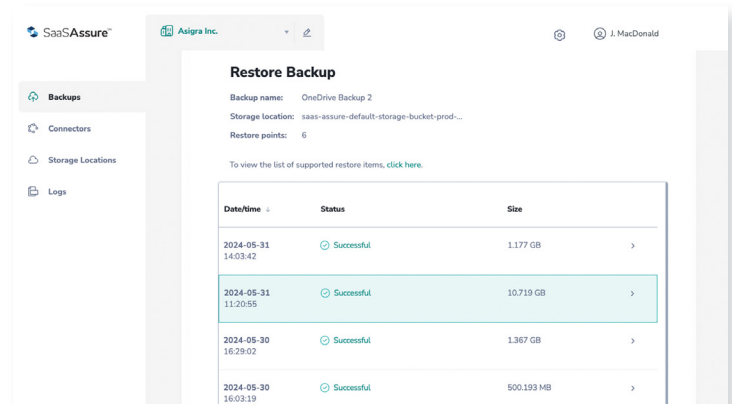 SaaSAssure™
Asigra Inc.
J. MacDonald
Backups
Connectors
Storage Locations
Logs
Restore Backup
Backup name: OneDrive Backup 2
Storage location: saas-assure-default-storage-bucket-prod-...
Restore points: 6
To view the list of supported restore items, click here.
Date/time ↓ Status Size
2024-05-31 Successful 1.177 GB
14:03:42
2024-05-31 Successful 10.719 GB
11:20:55
2024-05-30 Successful 1.367 GB
16:29:02
2024-05-30 Successful 500.193 MB
16:03:19